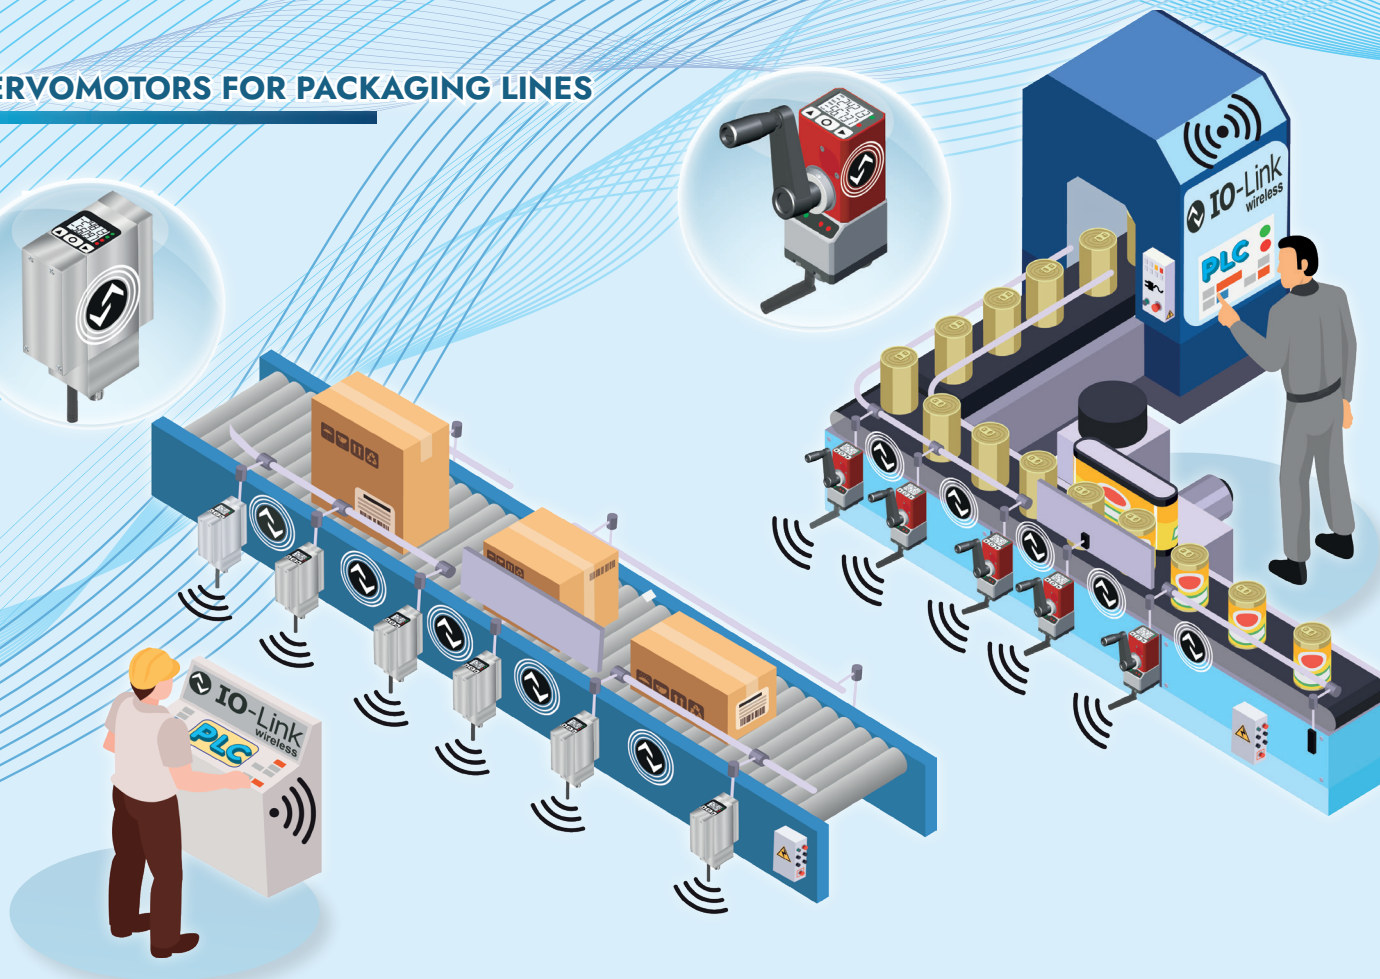 ERVOMOTORS FOR PACKAGING LINES
IO-Link
wireless
PLC
IO-Link
wireless
PLC